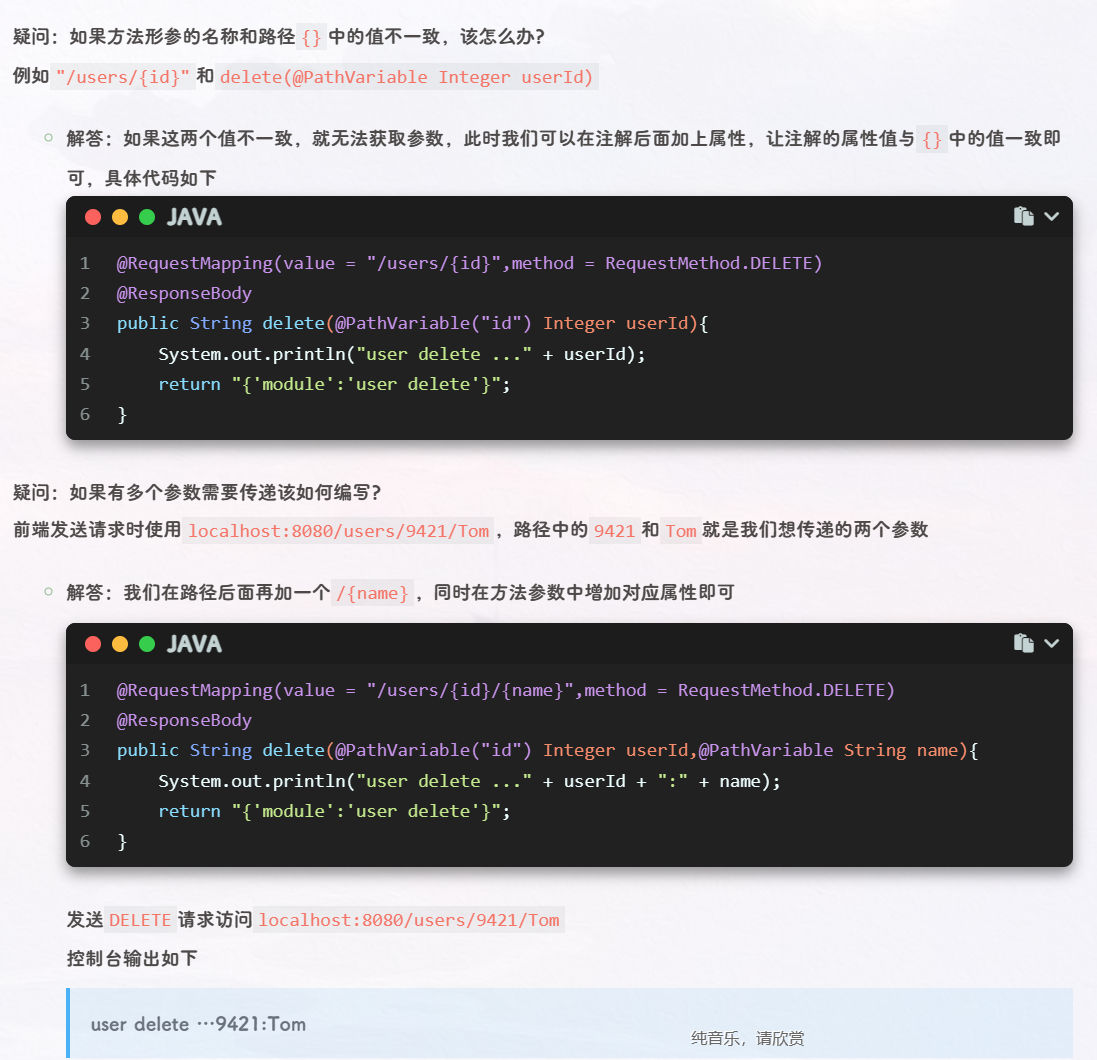 疑问：如果方法形参的名称和路径{}中的值不一致，该怎么办?
例如"/users/{id}"和delete(@PathVariable Integer userId)
解答：如果这两个值不一致，就无法获取参数，此时我们可以在注解后面加上属性，让注解的属性值与{}中的值一致即
可，具体代码如下
JAVA
1 @RequestMapping(value = "/users/{id}",method = RequestMethod.DELETE)
2 @ResponseBody
3 public String delete(@PathVariable("id") Integer userId){
4     System.out.println("user delete ..." + userId);
5     return "{'module':'user delete'}";
6 }
疑问：如果有多个参数需要传递该如何编写?
前端发送请求时使用localhost:8080/users/9421/Tom，路径中的9421和Tom就是我们想传递的两个参数
解答：我们在路径后面再加一个/{name}，同时在方法参数中增加对应属性即可
JAVA
1 @RequestMapping(value = "/users/{id}/{name}",method = RequestMethod.DELETE)
2 @ResponseBody
3 public String delete(@PathVariable("id") Integer userId,@PathVariable String name){
4     System.out.println("user delete ..." + userId + ":" + name);
5     return "{'module':'user delete'}";
6 }
发送DELETE请求访问localhost:8080/users/9421/Tom
控制台输出如下
user delete …9421:Tom
纯音乐，请欣赏